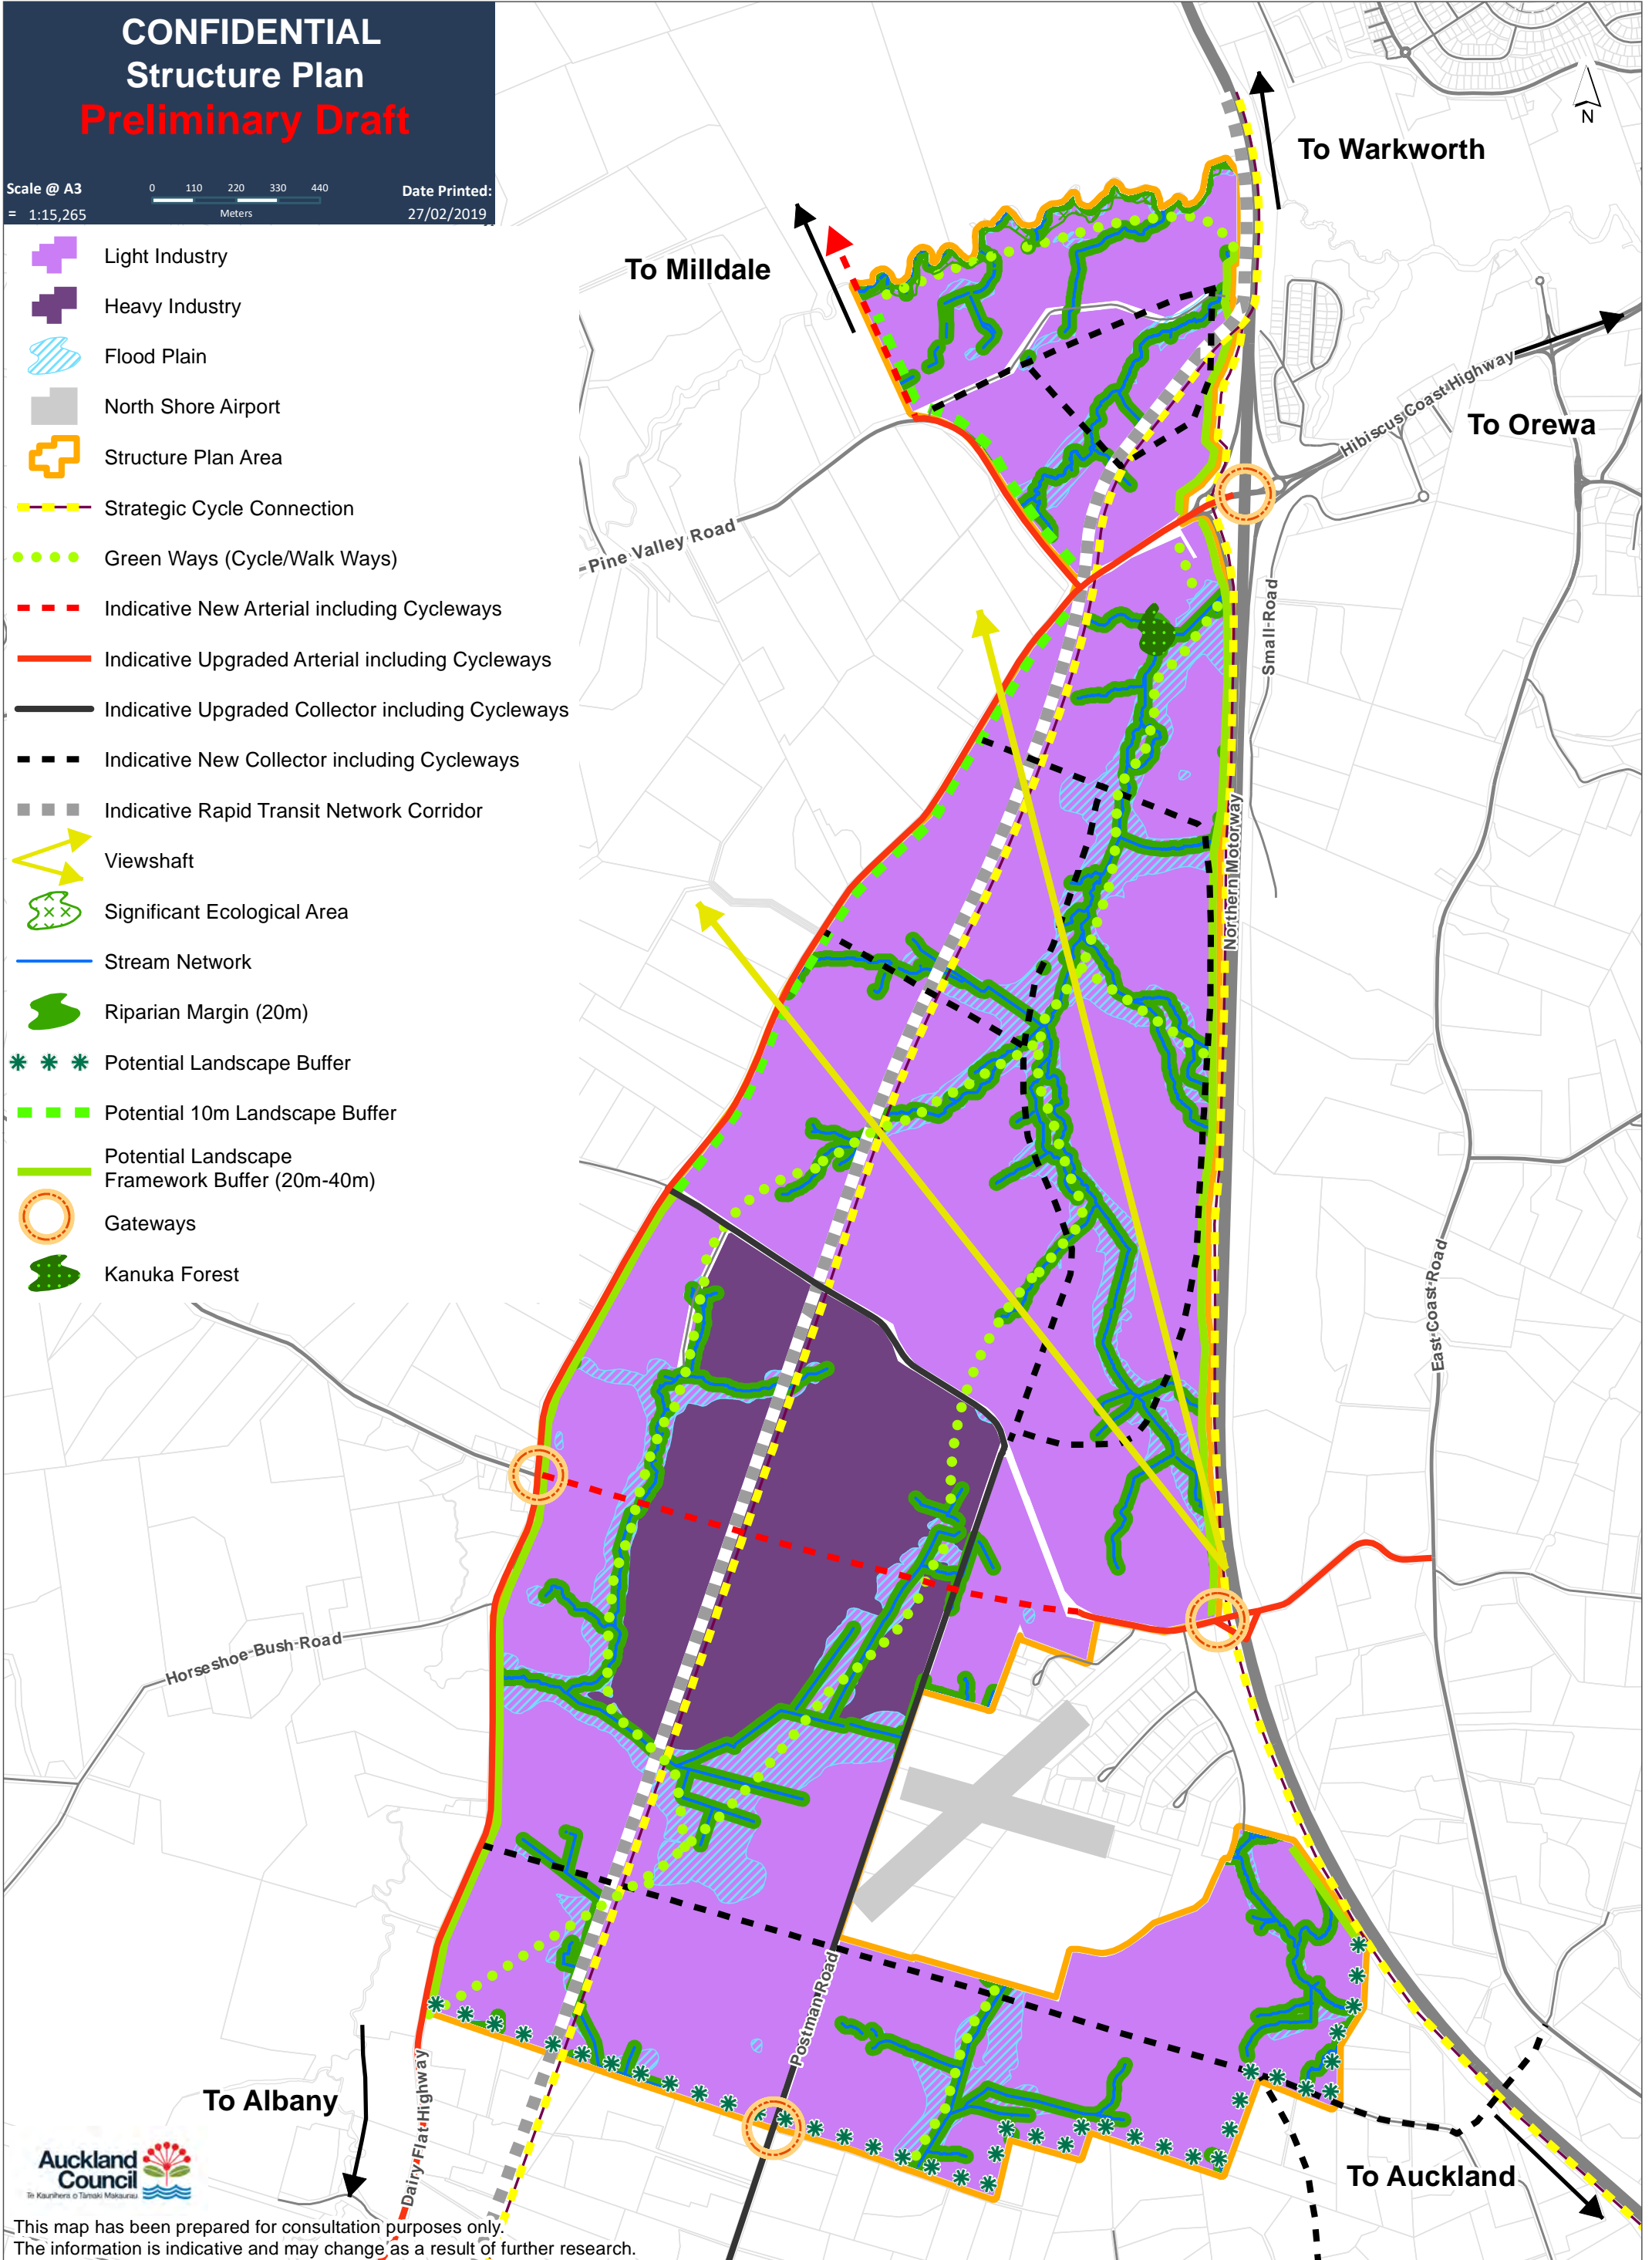 CONFIDENTIAL
Structure Plan
Preliminary Draft
Scale @ A3
= 1:15,265
0 110 220 330 440
Meters
Date Printed:
27/02/2019
Light Industry
Heavy Industry
Flood Plain
North Shore Airport
Structure Plan Area
Strategic Cycle Connection
Green Ways (Cycle/Walk Ways)
Indicative New Arterial including Cycleways
Indicative Upgraded Arterial including Cycleways
Indicative Upgraded Collector including Cycleways
Indicative New Collector including Cycleways
Indicative Rapid Transit Network Corridor
Viewshaft
Significant Ecological Area
Stream Network
Riparian Margin (20m)
Potential Landscape Buffer
Potential 10m Landscape Buffer
Potential Landscape
Framework Buffer (20m-40m)
Gateways
Kanuka Forest
N
To Warkworth
To Milldale
Hibiscus Coast Highway
To Orewa
Pine Valley Road
Small Road
Northern Motorway
East Coast Road
Horseshoe Bush Road
Postman Road
Dairy Flat Highway
To Albany
To Auckland
Auckland
Council
Te Kaunihera o Tāmaki Makaurau
This map has been prepared for consultation purposes only.
The information is indicative and may change as a result of further research.